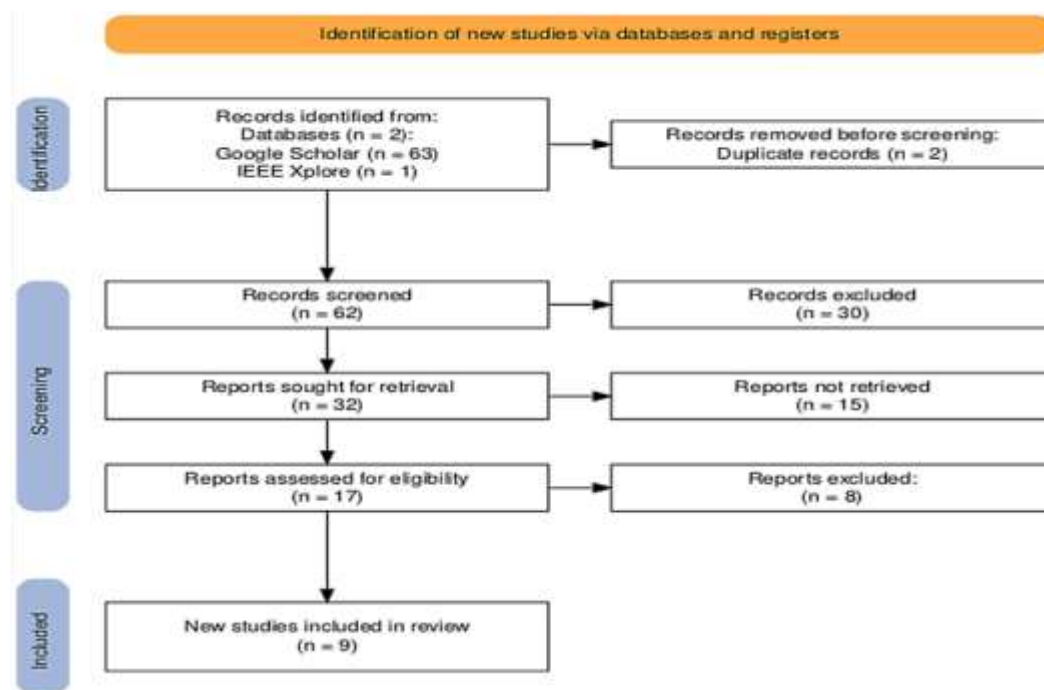 Identification of new studies via databases and registers
Identification
Records identified from:
Databases (n = 2):
Google Scholar (n = 63)
IEEE Xplore (n = 1)
Records removed before screening:
Duplicate records (n = 2)
Screening
Records screened
(n = 62)
Records excluded
(n = 30)
Reports sought for retrieval
(n = 32)
Reports not retrieved
(n = 15)
Reports assessed for eligibility
(n = 17)
Reports excluded:
(n = 8)
Included
New studies included in review
(n = 9)